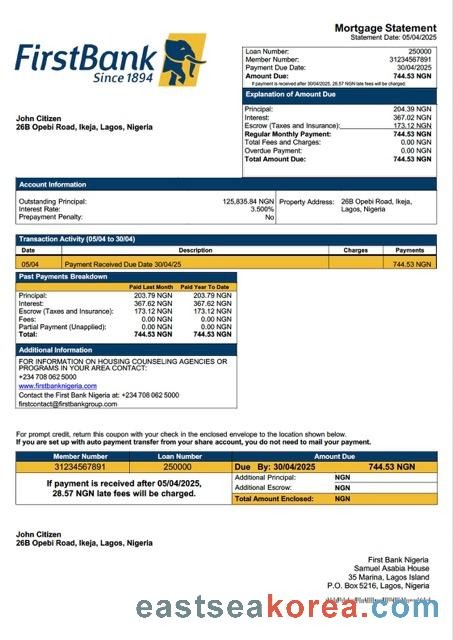 FirstBank
Since 1894
Mortgage Statement
Statement Date: 05/04/2025
Loan Number: 250000
Member Number: 31234567891
Payment Due Date: 30/04/2025
Amount Due: 744.53 NGN
If payment is received after 30/04/2025, 28.57 NGN late fees will be charged.
Explanation of Amount Due
Principal: 204.39 NGN
Interest: 367.02 NGN
Escrow (Taxes and Insurance): 173.12 NGN
Regular Monthly Payment: 744.53 NGN
Total Fees and Charges: 0.00 NGN
Overdue Payment: 0.00 NGN
Total Amount Due: 744.53 NGN
John Citizen
26B Opebi Road, Ikeja, Lagos, Nigeria
Account Information
Outstanding Principal: 125,835.84 NGN Property Address: 26B Opebi Road, Ikeja,
Interest Rate: 3.500% Lagos, Nigeria
Prepayment Penalty: No
Transaction Activity (05/04 to 30/04)
Date Description Charges Payments
05/04 Payment Received Due Date 30/04/25 744.53 NGN
Past Payments Breakdown
Paid Last Month Paid Year To Date
Principal: 203.79 NGN 203.79 NGN
Interest: 367.62 NGN 367.62 NGN
Escrow (Taxes and Insurance): 173.12 NGN 173.12 NGN
Fees: 0.00 NGN 0.00 NGN
Partial Payment (Unapplied): 0.00 NGN 0.00 NGN
Total: 744.53 NGN 744.53 NGN
Additional Information
FOR INFORMATION ON HOUSING COUNSELING AGENCIES OR
PROGRAMS IN YOUR AREA CONTACT:
+234 708 062 5000
www.firstbanknigeria.com
Contact the First Bank Nigeria at: +234 708 062 5000
firstcontact@firstbankgroup.com
For prompt credit, return this coupon with your check in the enclosed envelope to the location shown below.
If you are set up with auto payment transfer from your share account, you do not need to mail your payment.
Member Number Loan Number Amount Due
31234567891 250000 Due By: 30/04/2025 744.53 NGN
If payment is received after 05/04/2025,
28.57 NGN late fees will be charged.
Additional Principal: NGN
Additional Escrow: NGN
Total Amount Enclosed: NGN
John Citizen
26B Opebi Road, Ikeja, Lagos, Nigeria
First Bank Nigeria
Samuel Asabia House
35 Marina, Lagos Island
P.O. Box 5216, Lagos, Nigeria
eastseakorea.com